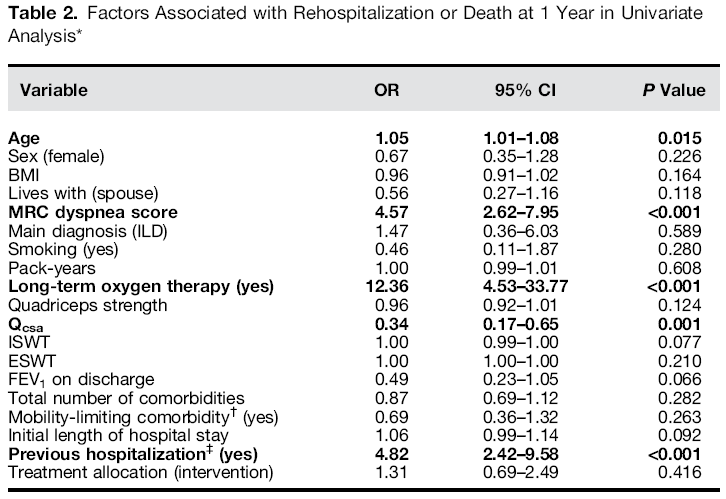 Table 2. Factors Associated with Rehospitalization or Death at 1 Year in Univariate
Analysis*
Variable OR 95% CI P Value
Age 1.05 1.01–1.08 0.015
Sex (female) 0.67 0.35–1.28 0.226
BMI 0.96 0.91–1.02 0.164
Lives with (spouse) 0.56 0.27–1.16 0.118
MRC dyspnea score 4.57 2.62–7.95 <0.001
Main diagnosis (ILD) 1.47 0.36–6.03 0.589
Smoking (yes) 0.46 0.11–1.87 0.280
Pack-years 1.00 0.99–1.01 0.608
Long-term oxygen therapy (yes) 12.36 4.53–33.77 <0.001
Quadriceps strength 0.96 0.92–1.01 0.124
Qcsa 0.34 0.17–0.65 0.001
ISWT 1.00 0.99–1.00 0.077
ESWT 1.00 1.00–1.00 0.210
FEV1 on discharge 0.49 0.23–1.05 0.066
Total number of comorbidities 0.87 0.69–1.12 0.282
Mobility-limiting comorbidity† (yes) 0.69 0.36–1.32 0.263
Initial length of hospital stay 1.06 0.99–1.14 0.092
Previous hospitalization‡ (yes) 4.82 2.42–9.58 <0.001
Treatment allocation (intervention) 1.31 0.69–2.49 0.416